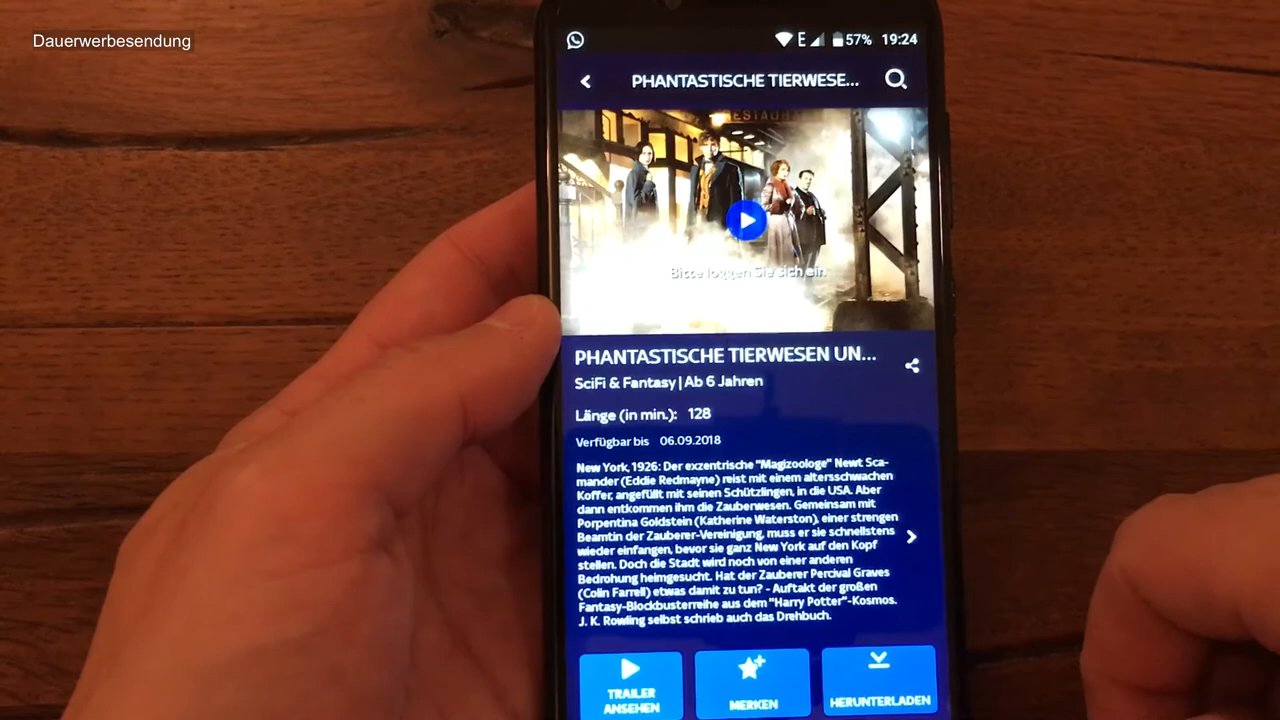 Dauerwerbesendung
E 57% 19:24
PHANTASTISCHE TIERWESE...
RESTAURA
Bitte loggen Sie sich ein.
PHANTASTISCHE TIERWESEN UN...
SciFi & Fantasy | Ab 6 Jahren
Länge (in min.): 128
Verfügbar bis 06.09.2018
New York, 1926: Der exzentrische "Magizoologe" Newt Sca-
mander (Eddie Redmayne) reist mit einem altersschwachen
Koffer, angefüllt mit seinen Schützlingen, in die USA. Aber
dann entkommen ihm die Zauberwesen. Gemeinsam mit
Porpentina Goldstein (Katherine Waterston), einer strengen
Beamtin der Zauberer-Vereinigung, muss er sie schnellstens
wieder einfangen, bevor sie ganz New York auf den Kopf
stellen. Doch die Stadt wird noch von einer anderen
Bedrohung heimgesucht. Hat der Zauberer Percival Graves
(Colin Farrell) etwas damit zu tun? - Auftakt der großen
Fantasy-Blockbusterreihe aus dem "Harry Potter"-Kosmos.
J. K. Rowling selbst schrieb auch das Drehbuch.
TRAILER
ANSEHEN
MERKEN
HERUNTERLADEN